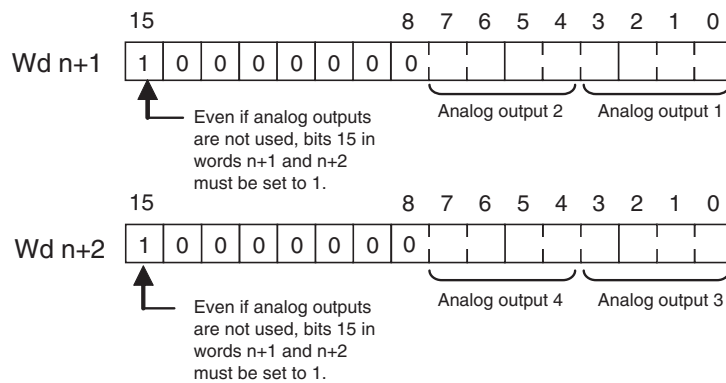 15 8 7 6 5 4 3 2 1 0
Wd n+1 1 0 0 0 0 0 0 0
Analog output 2 Analog output 1
Even if analog outputs
are not used, bits 15 in
words n+1 and n+2
must be set to 1.
15 8 7 6 5 4 3 2 1 0
Wd n+2 1 0 0 0 0 0 0 0
Analog output 4 Analog output 3
Even if analog outputs
are not used, bits 15 in
words n+1 and n+2
must be set to 1.